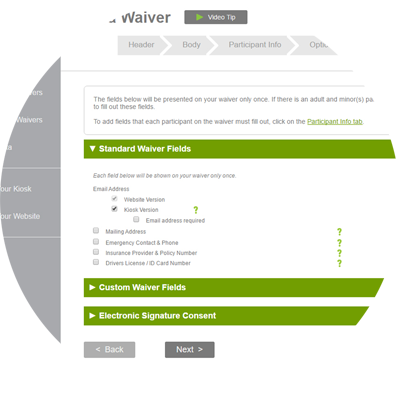 Waiver
Video Tip
Header
Body
Participant Info
The fields below will be presented on your waiver only once. If there is an adult and minor(s)
to fill out these fields.
To add fields that each participant on the waiver must fill out, click on the Participant Info tab.
Waivers
our Kiosk
our Website
Standard Waiver Fields
Each field below will be shown on your waiver only once.
Email Address
Website Version
Kiosk Version ?
Email address required
Mailing Address ?
Emergency Contact & Phone ?
Insurance Provider & Policy Number ?
Drivers License / ID Card Number ?
Custom Waiver Fields
Electronic Signature Consent
< Back
Next >